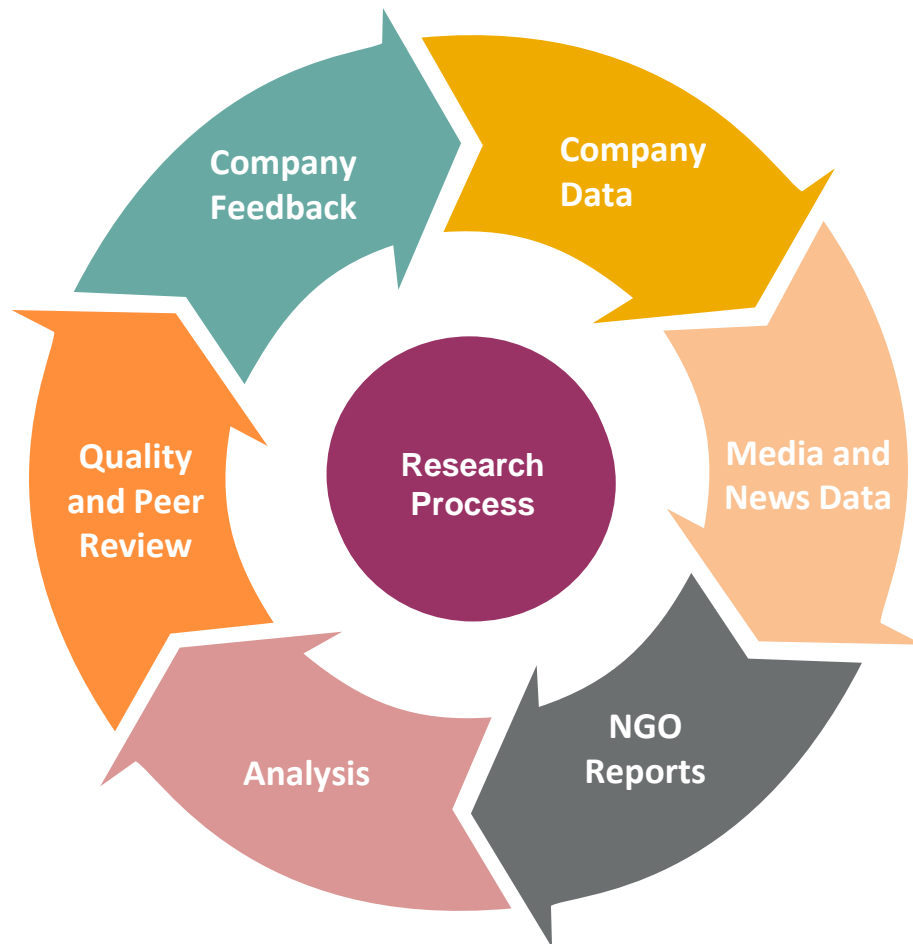 Company
Feedback
Company
Data
Media and
News Data
NGO
Reports
Analysis
Quality
and Peer
Review
Research
Process